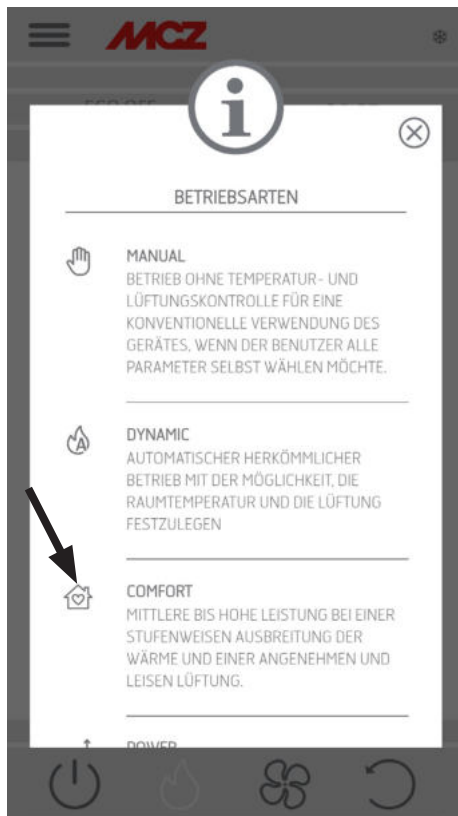 MCZ
i
BETRIEBSARTEN
MANUAL
BETRIEB OHNE TEMPERATUR- UND
LÜFTUNGSKONTROLLE FÜR EINE
KONVENTIONELLE VERWENDUNG DES
GERÄTES, WENN DER BENUTZER ALLE
PARAMETER SELBST WÄHLEN MÖCHTE.
A
DYNAMIC
AUTOMATISCHER HERKÖMMLICHER
BETRIEB MIT DER MÖGLICHKEIT, DIE
RAUMTEMPERATUR UND DIE LÜFTUNG
FESTZULEGEN
COMFORT
MITTLERE BIS HOHE LEISTUNG BEI EINER
STUFENWEISEN AUSBREITUNG DER
WÄRME UND EINER ANGENEHMEN UND
LEISEN LÜFTUNG.
POWER